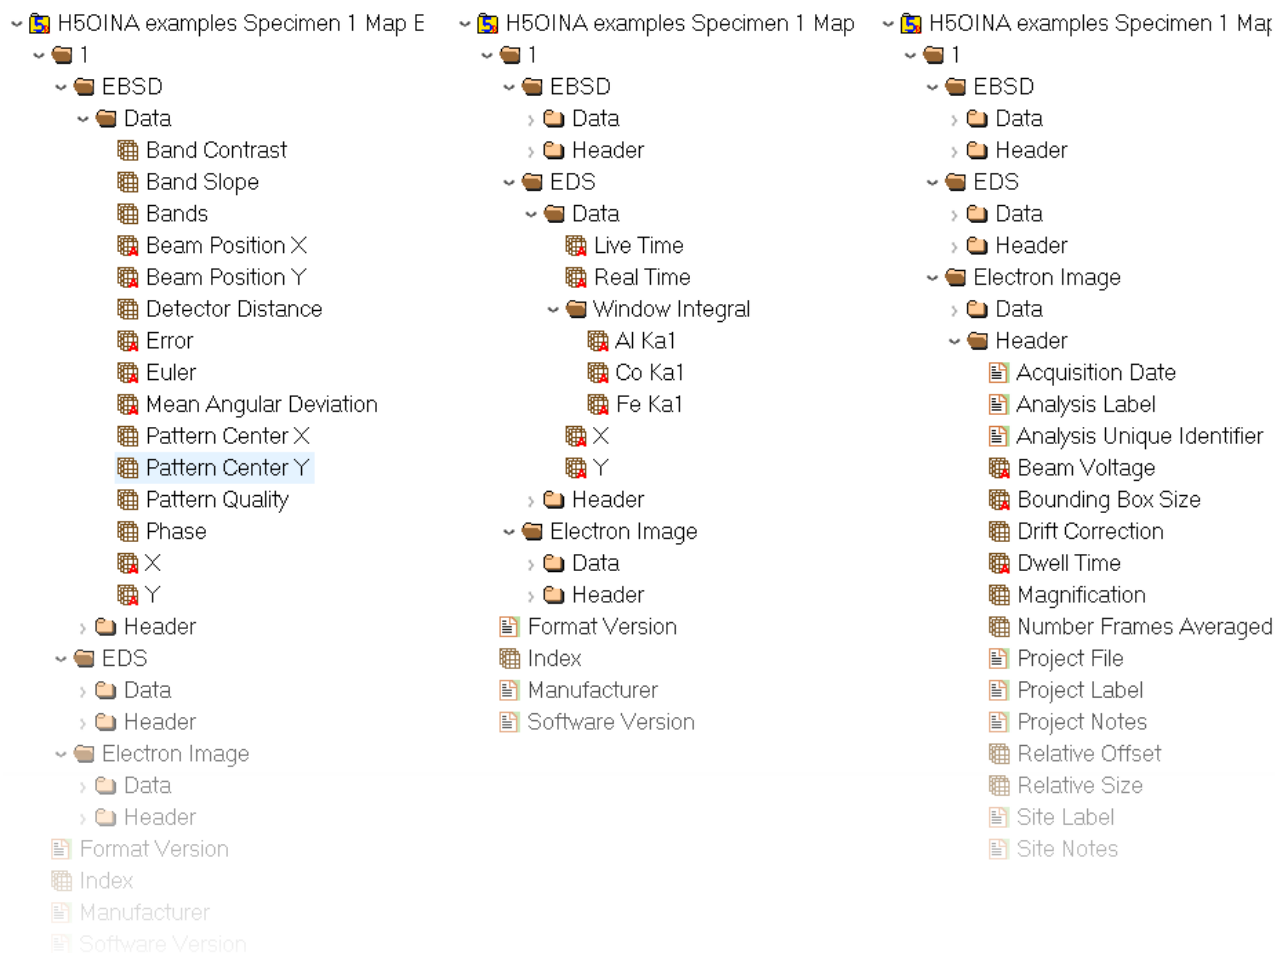 H5OINA examples Specimen 1 Map E
1
EBSD
Data
Band Contrast
Band Slope
Bands
Beam Position X
Beam Position Y
Detector Distance
Error
Euler
Mean Angular Deviation
Pattern Center X
Pattern Center Y
Pattern Quality
Phase
X
Y
Header
EDS
Data
Header
Electron Image
Data
Header
Format Version
Index
Manufacturer
Software Version
H5OINA examples Specimen 1 Map
1
EBSD
Data
Header
EDS
Data
Live Time
Real Time
Window Integral
Al Ka1
Co Ka1
Fe Ka1
X
Y
Header
Electron Image
Data
Header
Format Version
Index
Manufacturer
Software Version
H5OINA examples Specimen 1 Map
1
EBSD
Data
Header
EDS
Data
Header
Electron Image
Data
Header
Acquisition Date
Analysis Label
Analysis Unique Identifier
Beam Voltage
Bounding Box Size
Drift Correction
Dwell Time
Magnification
Number Frames Averaged
Project File
Project Label
Project Notes
Relative Offset
Relative Size
Site Label
Site Notes